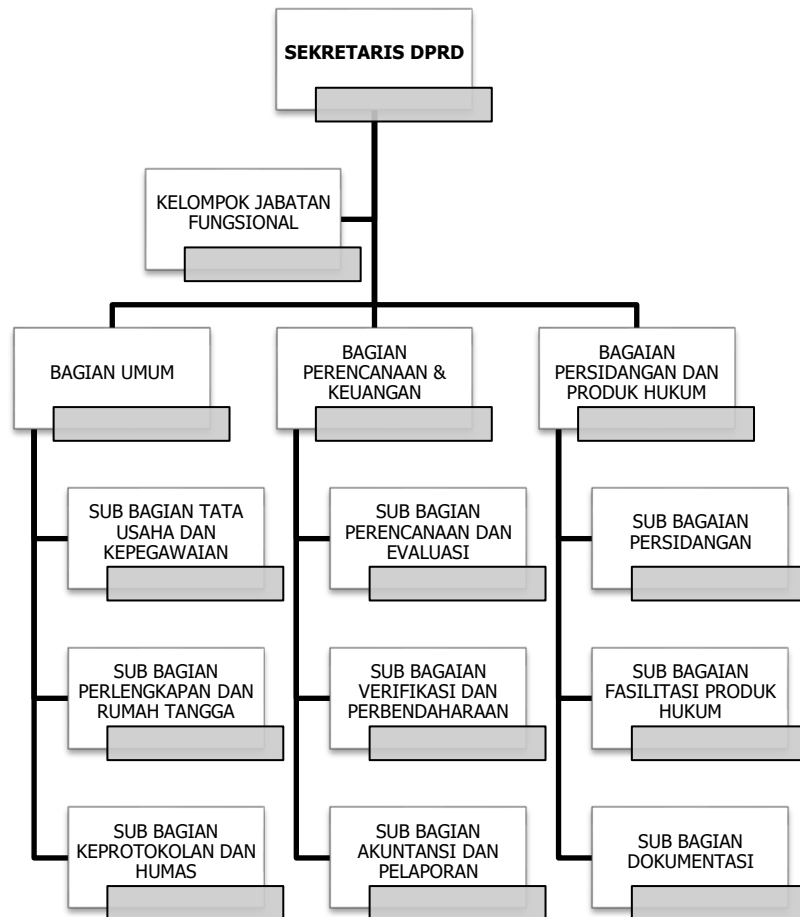 SEKRETARIS DPRD
KELOMPOK JABATAN
FUNGSIONAL
BAGIAN UMUM
BAGIAN
PERENCANAAN &
KEUANGAN
BAGAIAN
PERSIDANGAN DAN
PRODUK HUKUM
SUB BAGIAN TATA
USAHA DAN
KEPEGAWAIAN
SUB BAGIAN
PERENCANAAN DAN
EVALUASI
SUB BAGAIAN
PERSIDANGAN
SUB BAGIAN
PERLENGKAPAN DAN
RUMAH TANGGA
SUB BAGAIAN
VERIFIKASI DAN
PERBENDAHARAAN
SUB BAGAIAN
FASILITASI PRODUK
HUKUM
SUB BAGIAN
KEPROTOKOLAN DAN
HUMAS
SUB BAGIAN
AKUNTANSI DAN
PELAPORAN
SUB BAGIAN
DOKUMENTASI